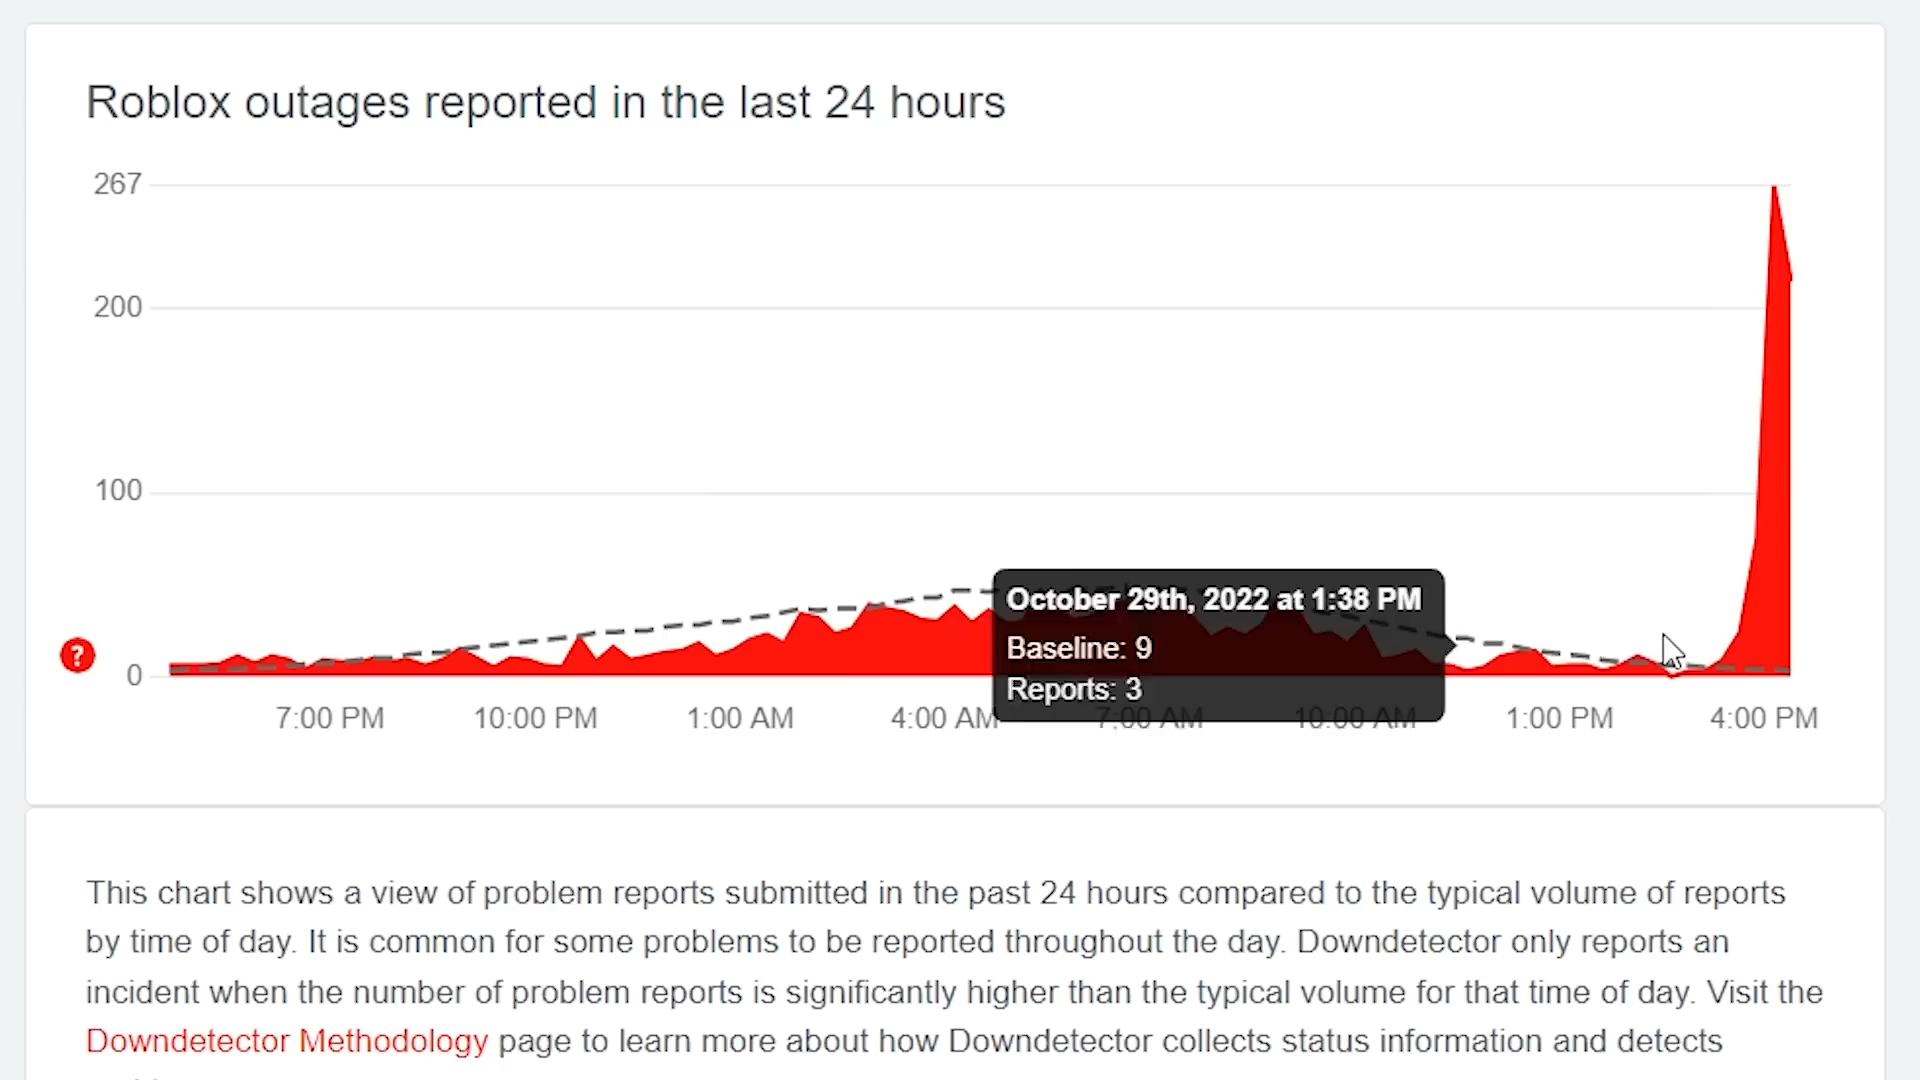 Roblox outages reported in the last 24 hours
267
200
100
October 29th, 2022 at 1:38 PM
Baseline: 9
Reports: 3
?
0
7:00 PM 10:00 PM 1:00 AM 4:00 AM 7:00 AM 10:00 AM 1:00 PM 4:00 PM
This chart shows a view of problem reports submitted in the past 24 hours compared to the typical volume of reports
by time of day. It is common for some problems to be reported throughout the day. Downdetector only reports an
incident when the number of problem reports is significantly higher than the typical volume for that time of day. Visit the
Downdetector Methodology page to learn more about how Downdetector collects status information and detects